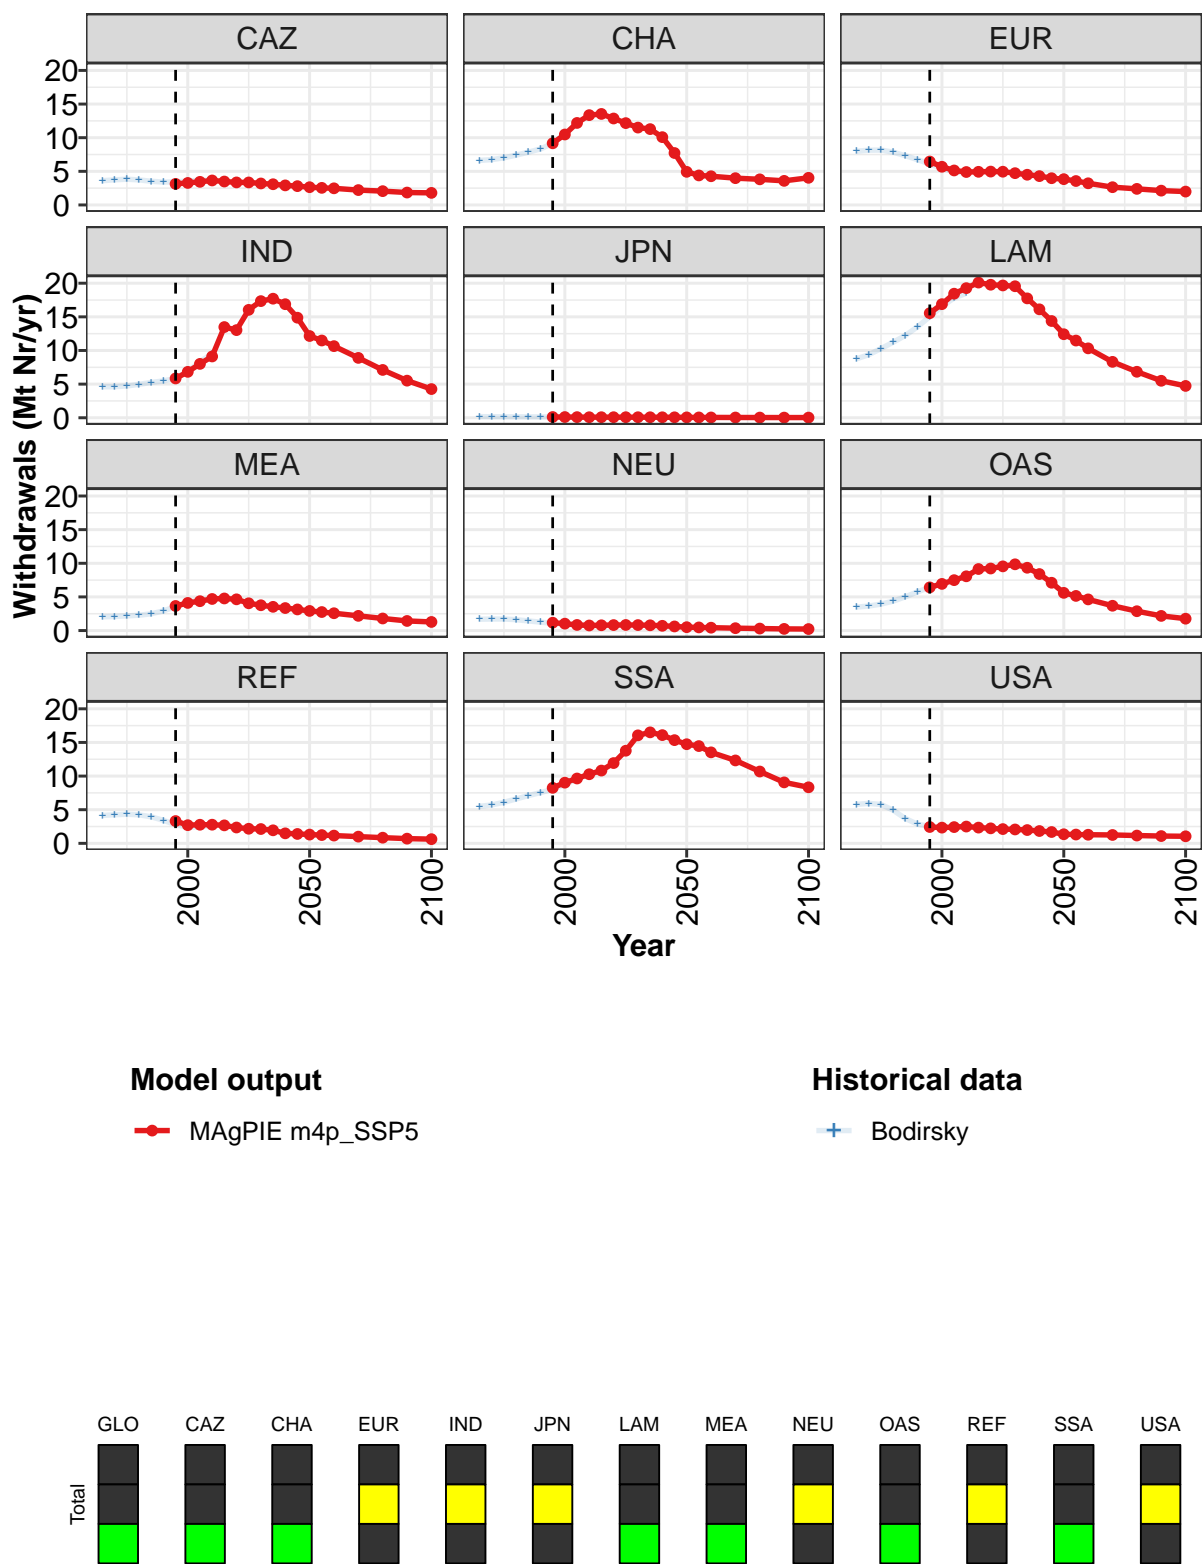 CAZ CHA EUR
20
15
10
5
0
IND JPN LAM
20
15
10
5
0
Withdrawals (Mt Nr/yr)
MEA NEU OAS
20
15
10
5
0
REF SSA USA
20
15
10
5
0
2000 2050 2100 2000 2050 2100 2000 2050 2100
Year
Model output Historical data
MAgPIE m4p_SSP5 Bodirsky
GLO CAZ CHA EUR IND JPN LAM MEA NEU OAS REF SSA USA
Total